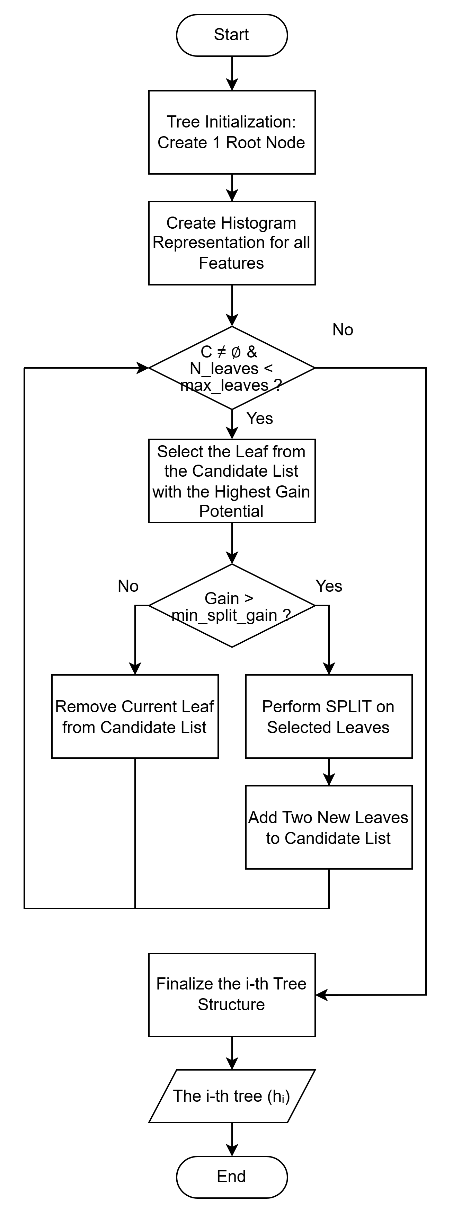 Start
Tree Initialization:
Create 1 Root Node
Create Histogram
Representation for all
Features
No
C ≠ ∅ &
N_leaves <
max_leaves ?
Yes
Select the Leaf from
the Candidate List
with the Highest Gain
Potential
No
Yes
Gain >
min_split_gain ?
Remove Current Leaf
from Candidate List
Perform SPLIT on
Selected Leaves
Add Two New Leaves
to Candidate List
Finalize the i-th Tree
Structure
The i-th tree (hᵢ)
End